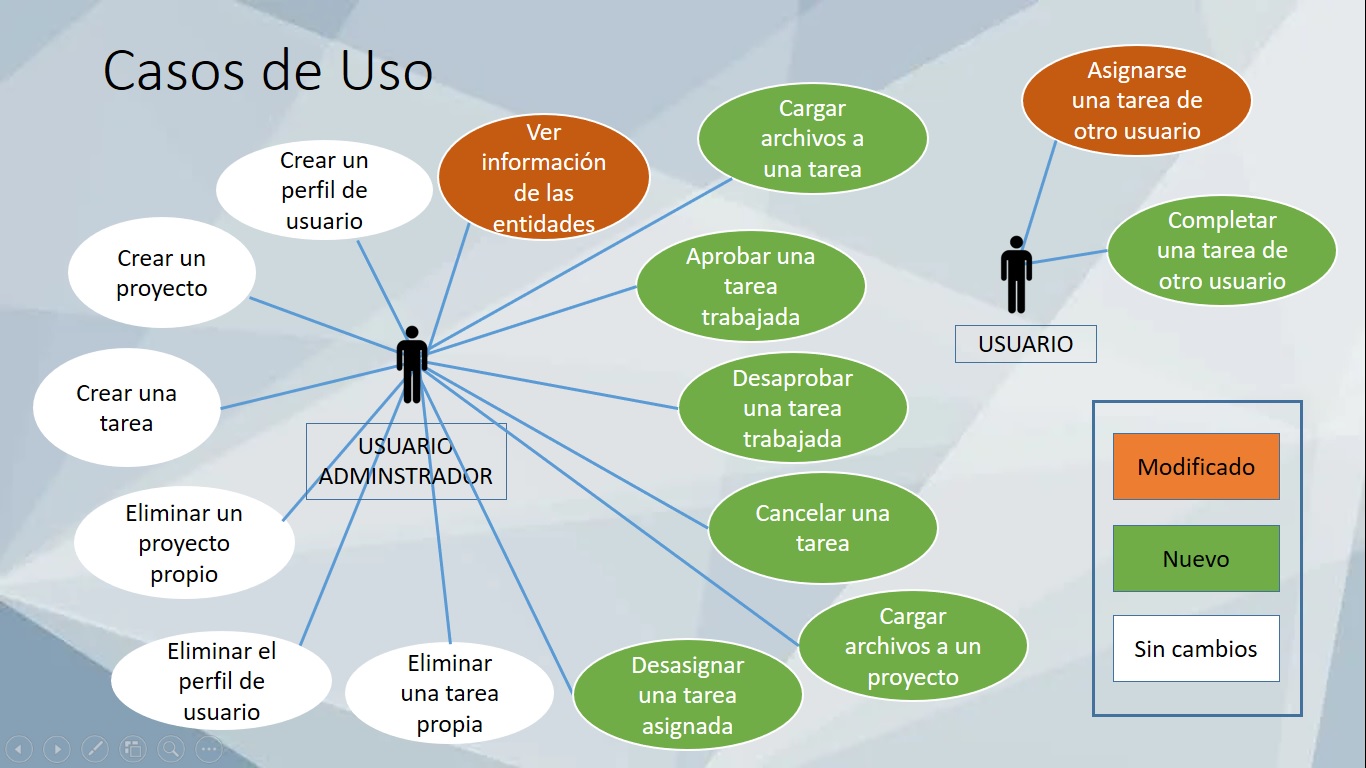 Casos de Uso
Crear un
perfil de
usuario
Ver
información
de las
entidades
Cargar
archivos a
una tarea
Asignarse
una tarea de
otro usuario
Crear un
proyecto
Aprobar una
tarea
trabajada
Completar
una tarea de
otro usuario
USUARIO
Crear una
tarea
Desaprobar
una tarea
trabajada
USUARIO
ADMINSTRADOR
Modificado
Eliminar un
proyecto
propio
Cancelar una
tarea
Nuevo
Eliminar el
perfil de
usuario
Eliminar
una tarea
propia
Desasignar
una tarea
asignada
Cargar
archivos a un
proyecto
Sin cambios